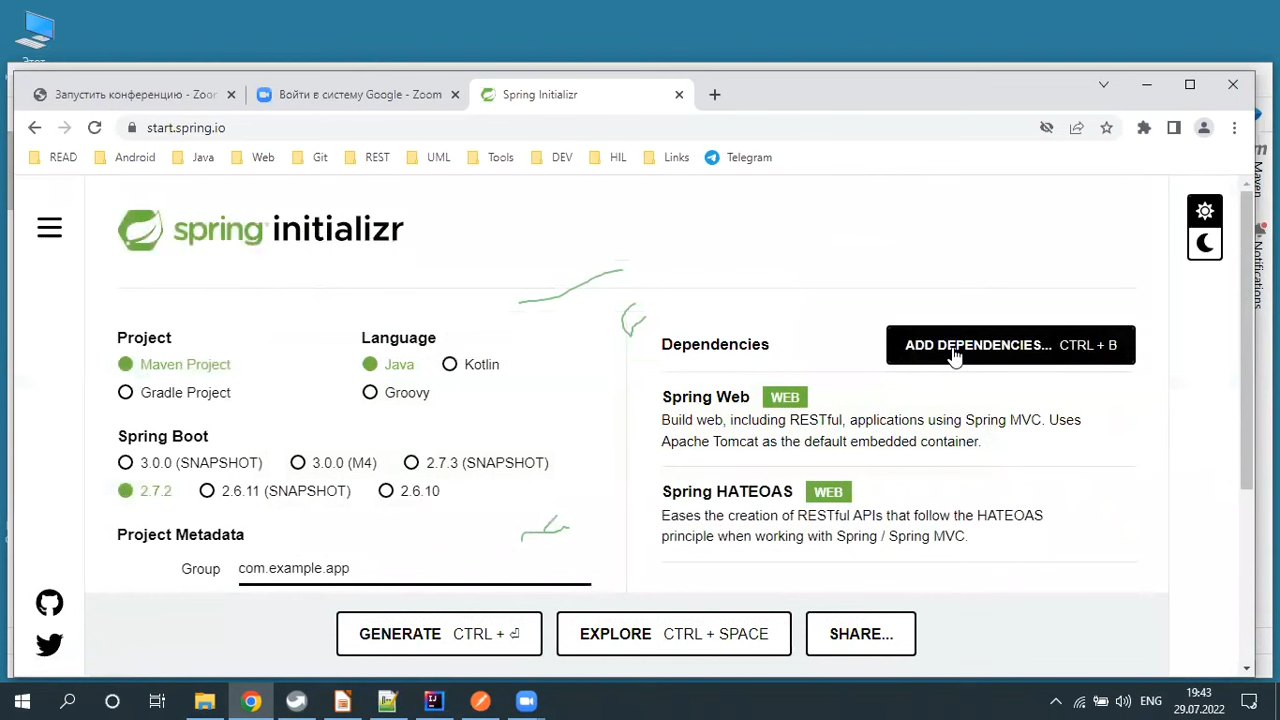 Запустить конференцию - Zoor
Войти в систему Google - Zoom
Spring Initializr
start.spring.io
READ
Android
Java
Web
Git
REST
UML
Tools
DEV
HIL
Links
Telegram
spring initializr
Project
Maven Project
Gradle Project
Language
Java
Kotlin
Groovy
Spring Boot
3.0.0 (SNAPSHOT)
3.0.0 (M4)
2.7.3 (SNAPSHOT)
2.7.2
2.6.11 (SNAPSHOT)
2.6.10
Project Metadata
Group com.example.app
Dependencies
ADD DEPENDENCIES... CTRL + B
Spring Web WEB
Build web, including RESTful, applications using Spring MVC. Uses
Apache Tomcat as the default embedded container.
Spring HATEOAS WEB
Eases the creation of RESTful APIs that follow the HATEOAS
principle when working with Spring / Spring MVC.
GENERATE CTRL + ⏎
EXPLORE CTRL + SPACE
SHARE...
Maven
Notifications
ENG
19:43
29.07.2022